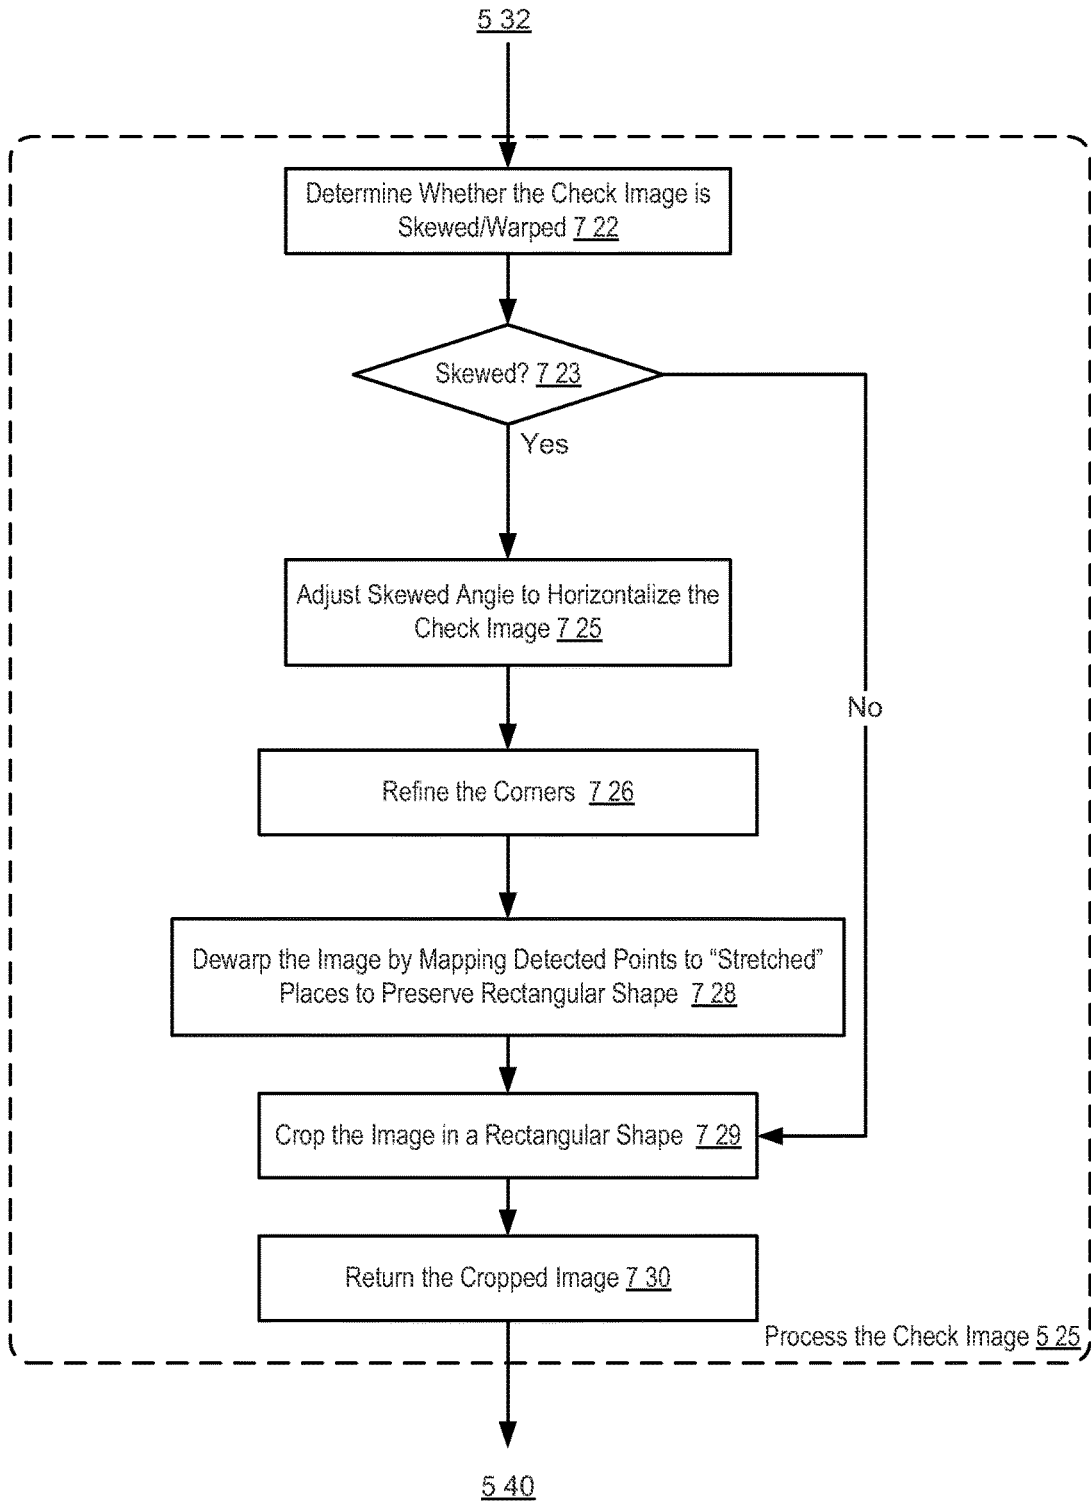 5 32
Determine Whether the Check Image is
Skewed/Warped 7 22
Skewed? 7 23
Yes
Adjust Skewed Angle to Horizontalize the
Check Image 7 25
No
Refine the Corners 7 26
Dewarp the Image by Mapping Detected Points to “Stretched”
Places to Preserve Rectangular Shape 7 28
Crop the Image in a Rectangular Shape 7 29
Return the Cropped Image 7 30
Process the Check Image 5 25
5 40